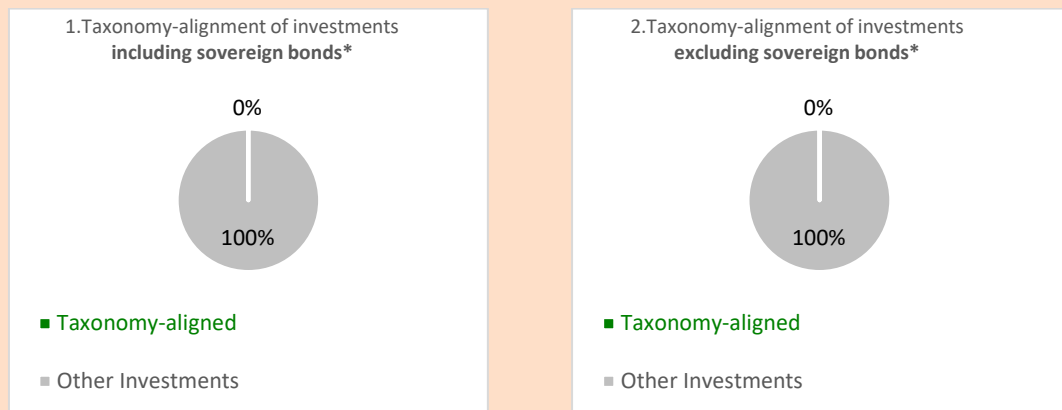 1.Taxonomy-alignment of investments
including sovereign bonds*
0%
100%
Taxonomy-aligned
Other Investments
2.Taxonomy-alignment of investments
excluding sovereign bonds*
0%
100%
Taxonomy-aligned
Other Investments